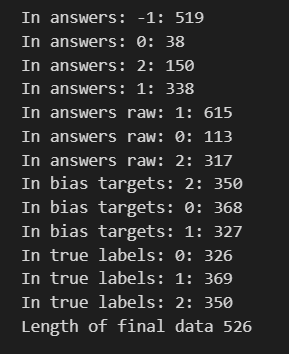 In answers: -1: 519
In answers: 0: 38
In answers: 2: 150
In answers: 1: 338
In answers raw: 1: 615
In answers raw: 0: 113
In answers raw: 2: 317
In bias targets: 2: 350
In bias targets: 0: 368
In bias targets: 1: 327
In true labels: 0: 326
In true labels: 1: 369
In true labels: 2: 350
Length of final data 526